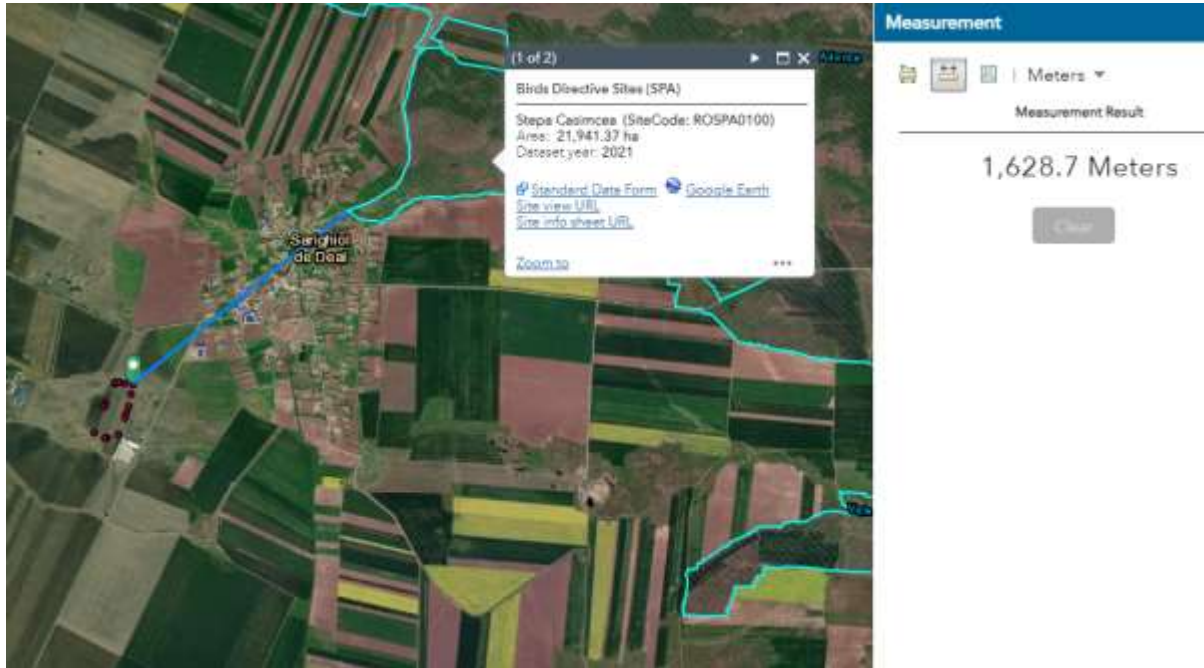 (1 of 2)
Birds Directive Sites (SPA)
Stepa Casimcea (SiteCode: ROSPA0100)
Area: 21,941.37 ha
Dataset year: 2021
Standard Data Form Google Earth
Site view URL
Site info sheet URL
Zoom to
Sarighiol
de Deal
Measurement
Meters
Measurement Result
1,628.7 Meters
Clear